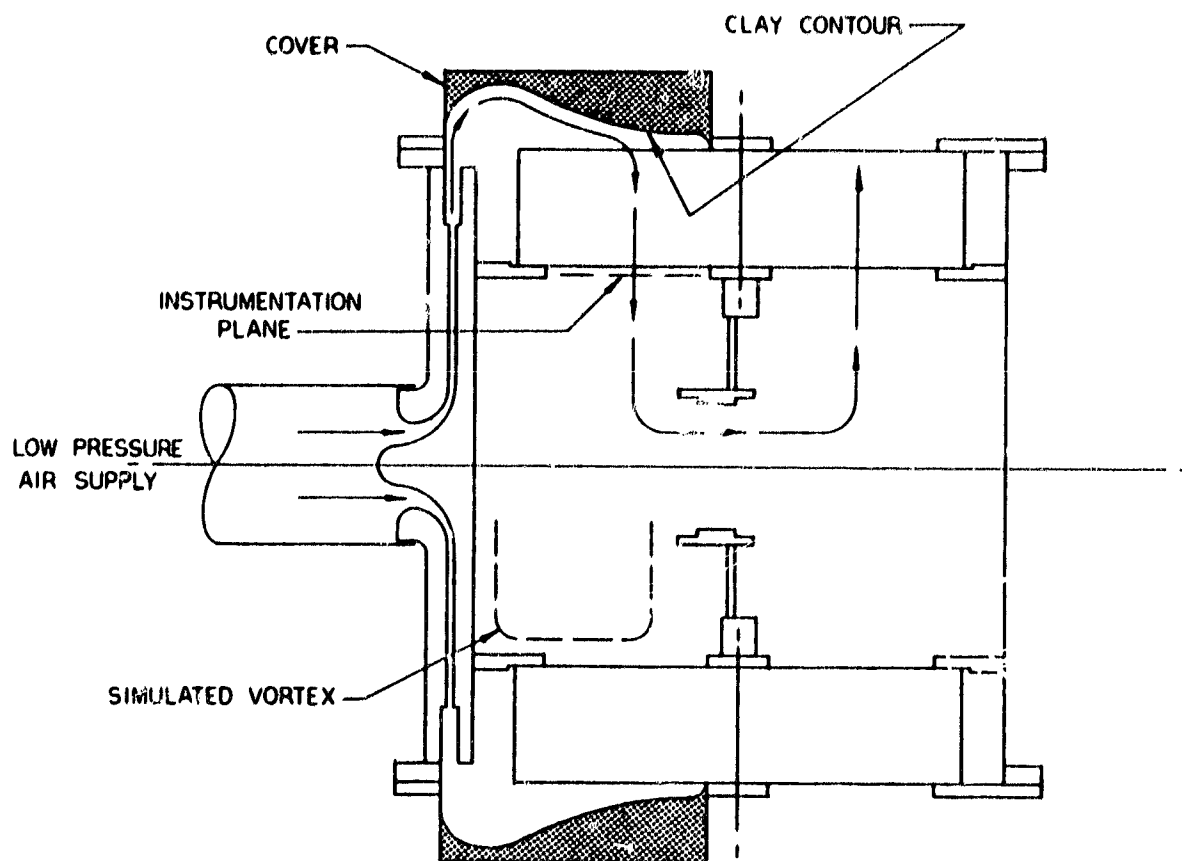 CLAY CONTOUR
COVER
INSTRUMENTATION
PLANE
LOW PRESSURE
AIR SUPPLY
SIMULATED VORTEX